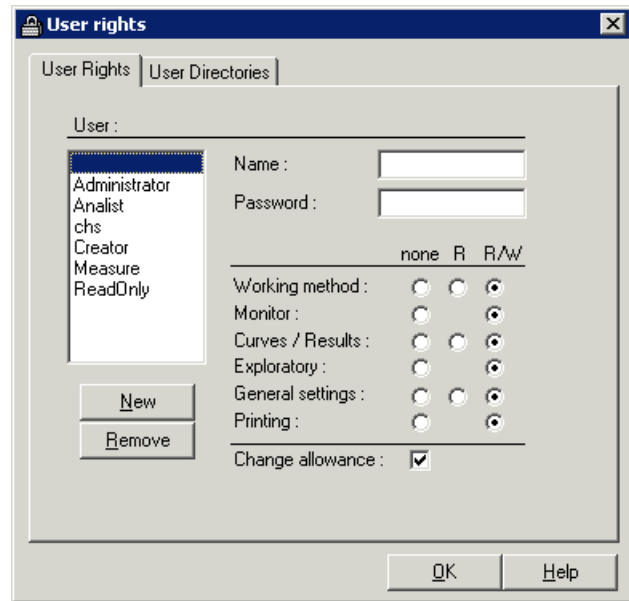 User rights
User Rights
User Directories
User :
Administrator
Analist
chs
Creator
Measure
ReadOnly
New
Remove
Name :
Password :
none R R/W
Working method :
Monitor :
Curves / Results :
Exploratory :
General settings :
Printing :
Change allowance :
OK
Help